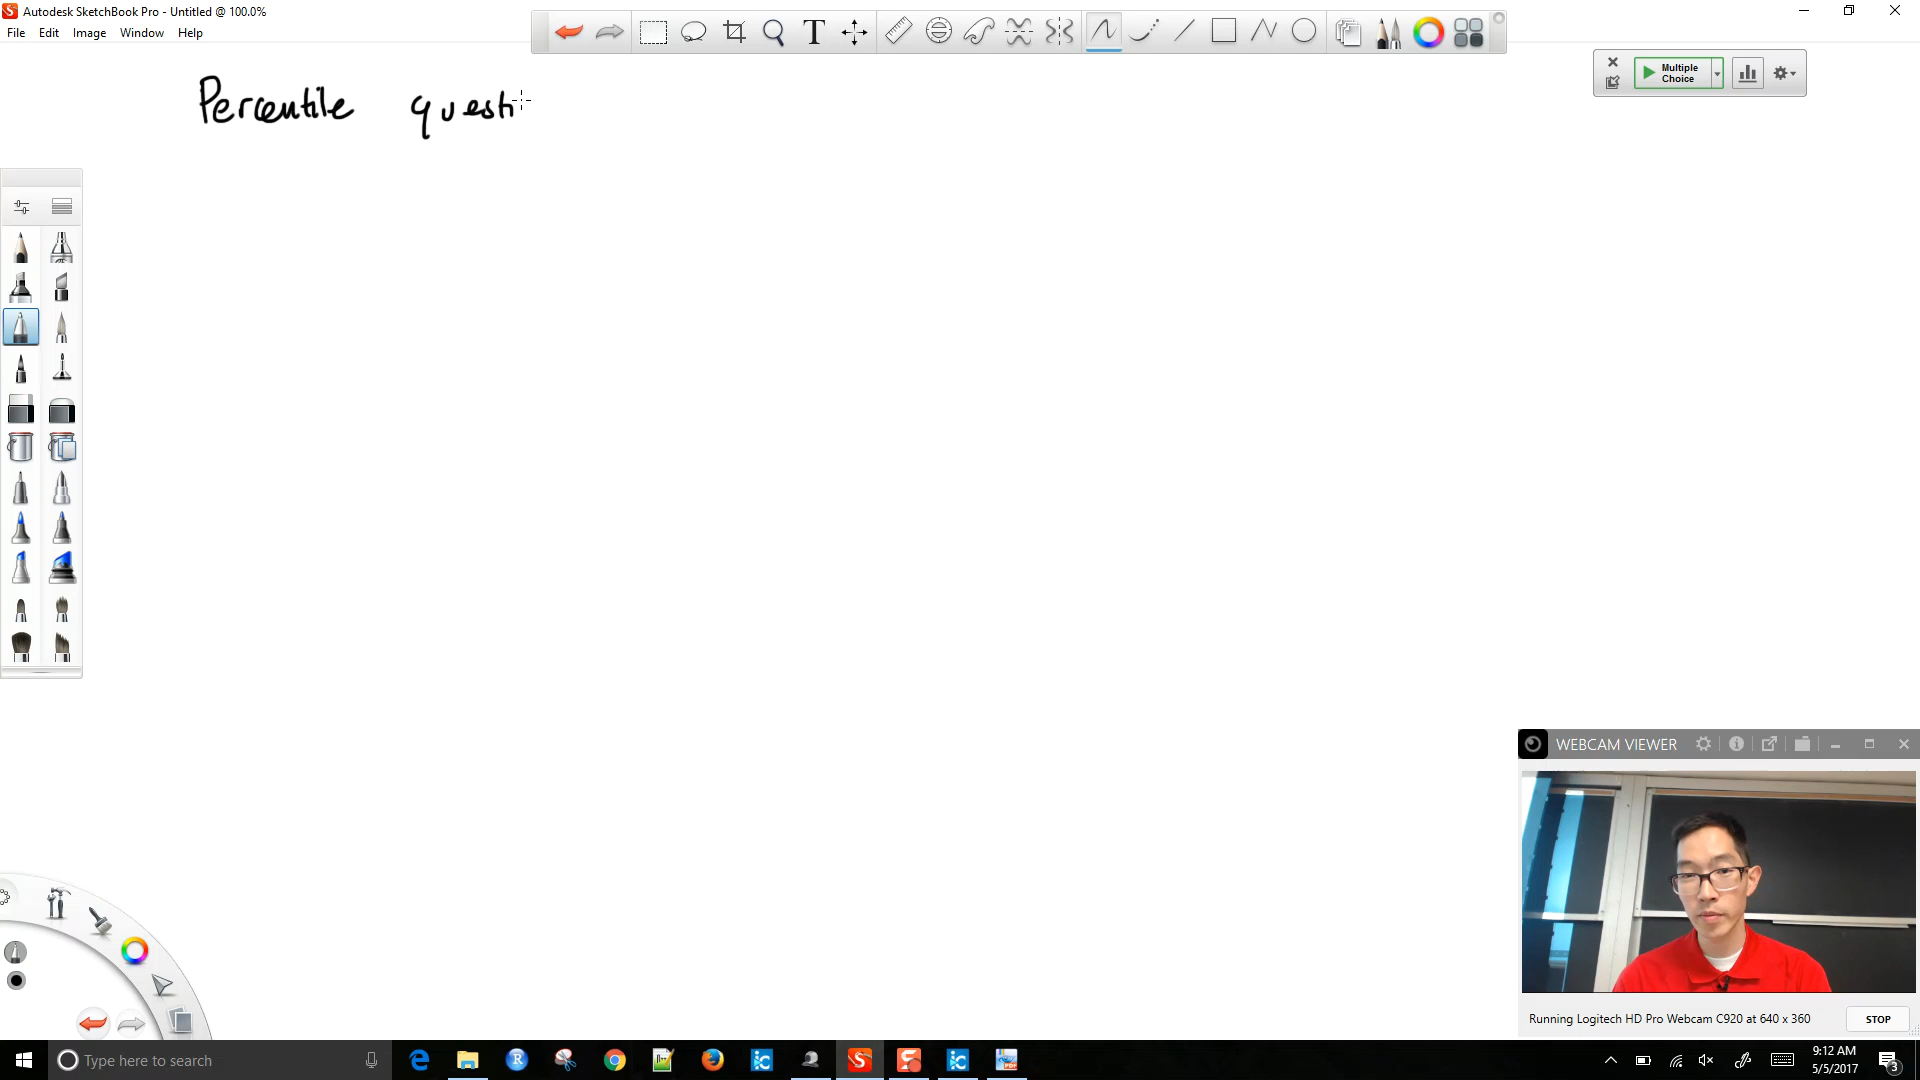 Autodesk SketchBook Pro - Untitled @ 100.0%
File Edit Image Window Help
T
Multiple
Choice
Percentile questi
WEBCAM VIEWER
Running Logitech HD Pro Webcam C920 at 640 x 360
STOP
Type here to search
9:12 AM
5/5/2017
3